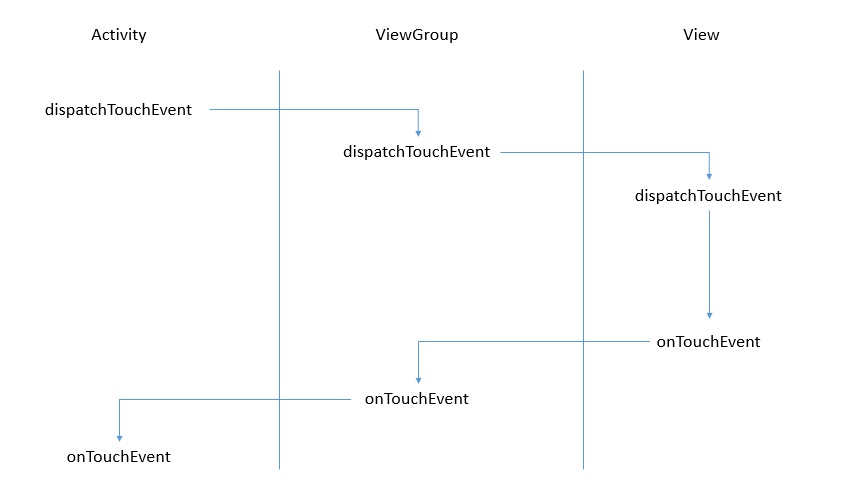 Activity
ViewGroup
View
dispatchTouchEvent
dispatchTouchEvent
dispatchTouchEvent
onTouchEvent
onTouchEvent
onTouchEvent